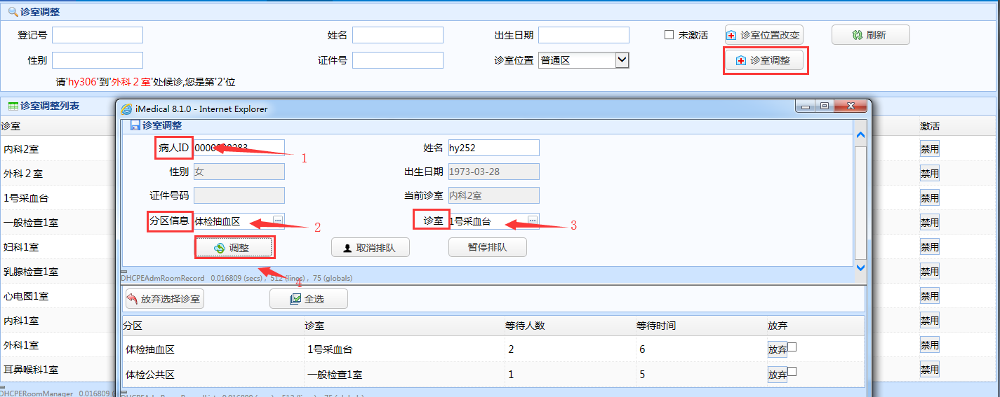 诊室调整
登记号 姓名 出生日期 未激活 诊室位置改变 刷新
性别 证件号 诊室位置 普通区 诊室调整
请'hy306'到'外科２室'处候诊,您是第'2'位
诊室调整列表
诊室 激活
内科2室 禁用
外科２室 禁用
1号采血台 禁用
一般检查1室 禁用
妇科1室 禁用
乳腺检查1室 禁用
心电图1室 禁用
内科1室 禁用
外科1室 禁用
耳鼻喉科1室 禁用
DHCPERoomManager 0.016809
iMedical 8.1.0 - Internet Explorer
诊室调整
病人ID 姓名 hy252
1
性别 女 出生日期 1973-03-28
证件号码 当前诊室 内科2室
分区信息 体检抽血区 ... 诊室 1号采血台 ...
2 3
调整 取消排队 暂停排队
4
DHCPEAdmRoomRecord 0.016809 (secs) , 512 (lines) , 75 (globals)
放弃选择诊室 全选
分区 诊室 等待人数 等待时间 放弃
体检抽血区 1号采血台 2 6 放弃
体检公共区 一般检查1室 1 5 放弃